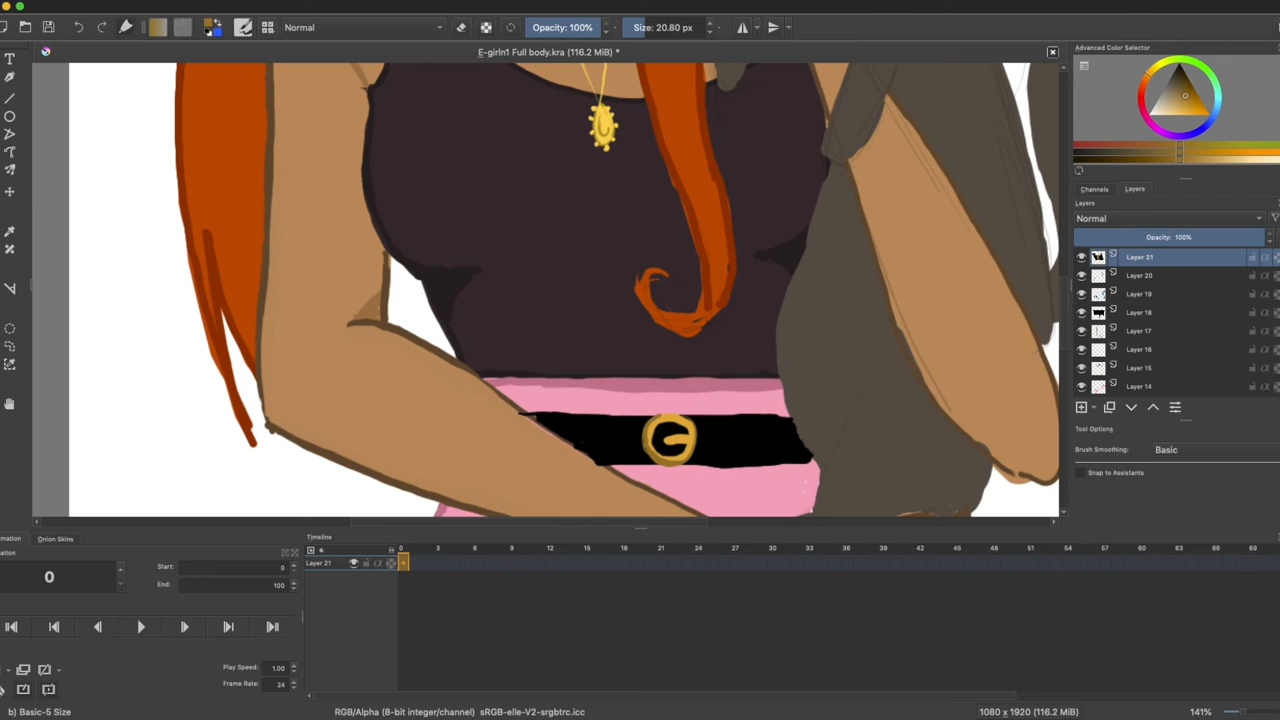 Normal
Opacity: 100%
Size: 20.80 px
E-girln1 Full body.kra (116.2 MiB) *
Advanced Color Selector
Channels
Layers
Layers
Normal
Opacity: 100%
Layer 21
Layer 20
Layer 19
Layer 18
Layer 17
Layer 16
Layer 15
Layer 14
Tool Options
Brush Smoothing:
Basic
Snap to Assistants
Onion Skins
Start:
0
End:
100
0
Play Speed:
1.00
Frame Rate:
24
Timeline
0 3 6 9 12 15 18 21 24 27 30 33 36 39 42 45 48 51 54 57 60 63 66 69
Layer 21
b) Basic-5 Size
RGB/Alpha (8-bit integer/channel) sRGB-elle-V2-srgbtrc.icc
1080 x 1920 (116.2 MiB)
141%